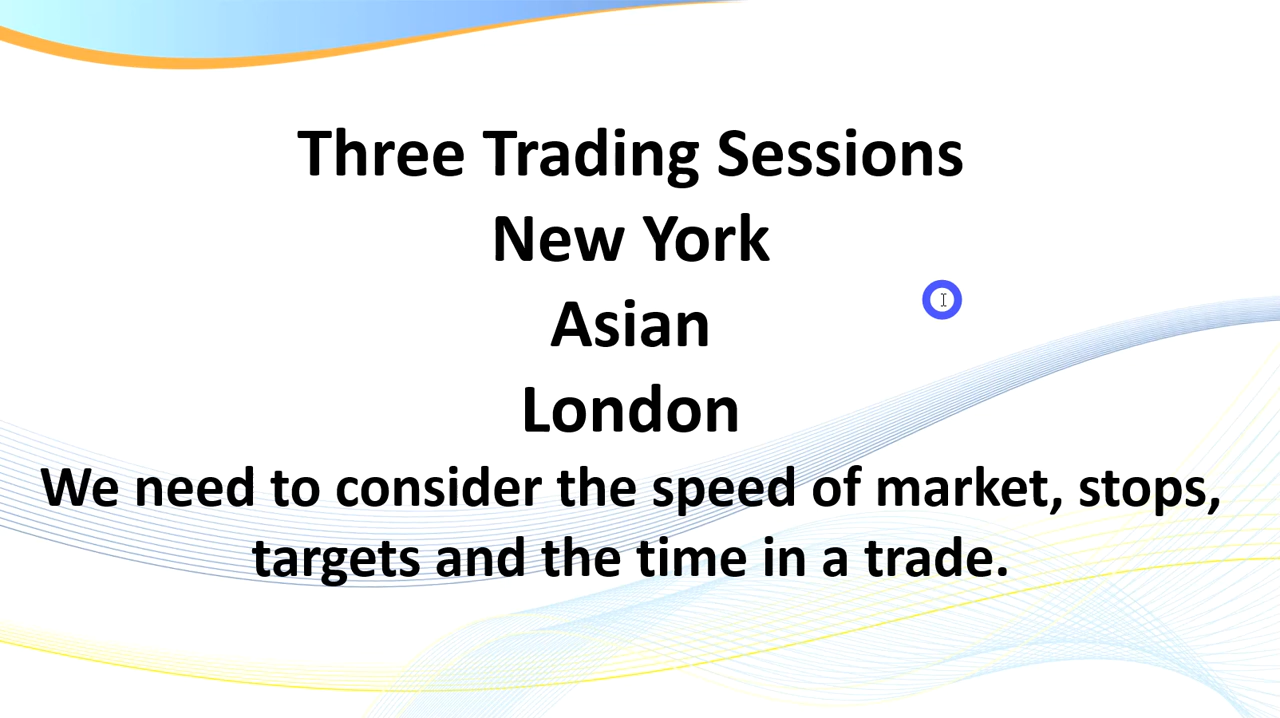 Three Trading Sessions
New York
Asian
London
We need to consider the speed of market, stops,
targets and the time in a trade.